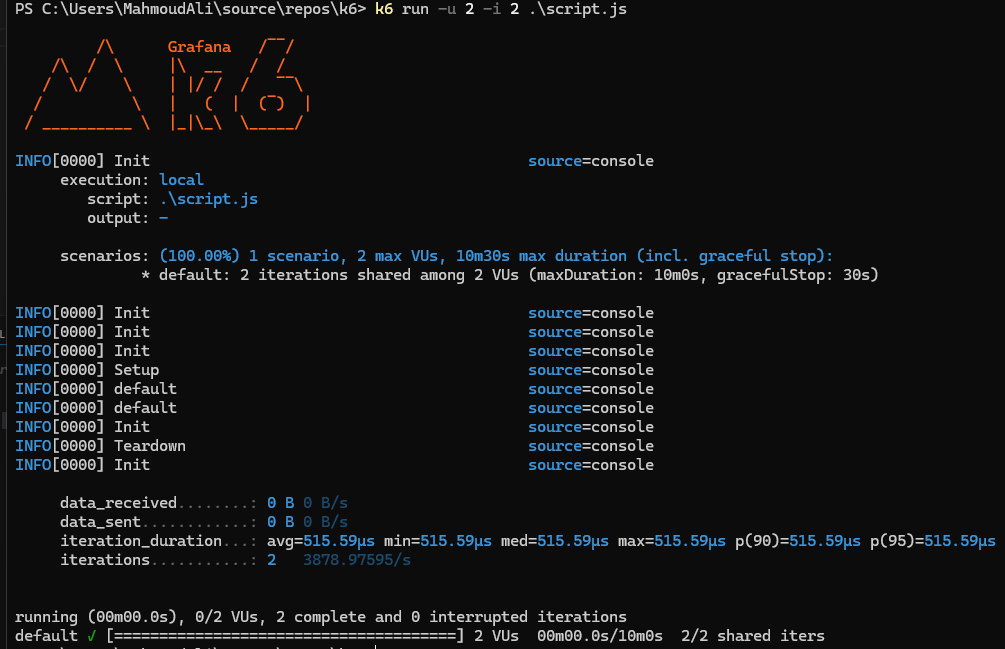 PS C:\Users\MahmoudAli\source\repos\k6> k6 run -u 2 -i 2 .\script.js
Grafana
INFO[0000] Init source=console
execution: local
script: .\script.js
output: -
scenarios: (100.00%) 1 scenario, 2 max VUs, 10m30s max duration (incl. graceful stop):
* default: 2 iterations shared among 2 VUs (maxDuration: 10m0s, gracefulStop: 30s)
INFO[0000] Init source=console
INFO[0000] Init source=console
INFO[0000] Init source=console
INFO[0000] Setup source=console
INFO[0000] default source=console
INFO[0000] default source=console
INFO[0000] Init source=console
INFO[0000] Teardown source=console
INFO[0000] Init source=console
data_received........: 0 B 0 B/s
data_sent............: 0 B 0 B/s
iteration_duration...: avg=515.59µs min=515.59µs med=515.59µs max=515.59µs p(90)=515.59µs p(95)=515.59µs
iterations...........: 2 3878.97595/s
running (00m00.0s), 0/2 VUs, 2 complete and 0 interrupted iterations
default ✓ [======================================] 2 VUs 00m00.0s/10m0s 2/2 shared iters